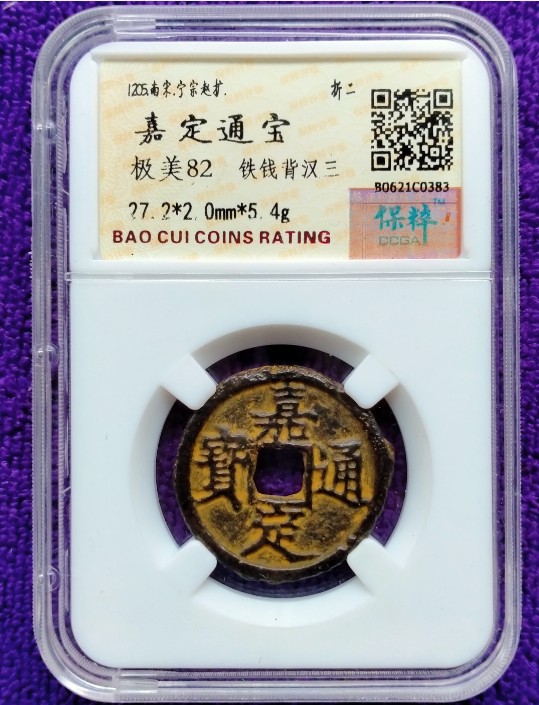 1205.南宋.宁宗赵扩. 折二
嘉定通宝
极美82 铁钱背汉三
B0621C0383
27.2*2.0mm*5.4g
保粹™
CCGA
BAO CUI COINS RATING
嘉定通寶